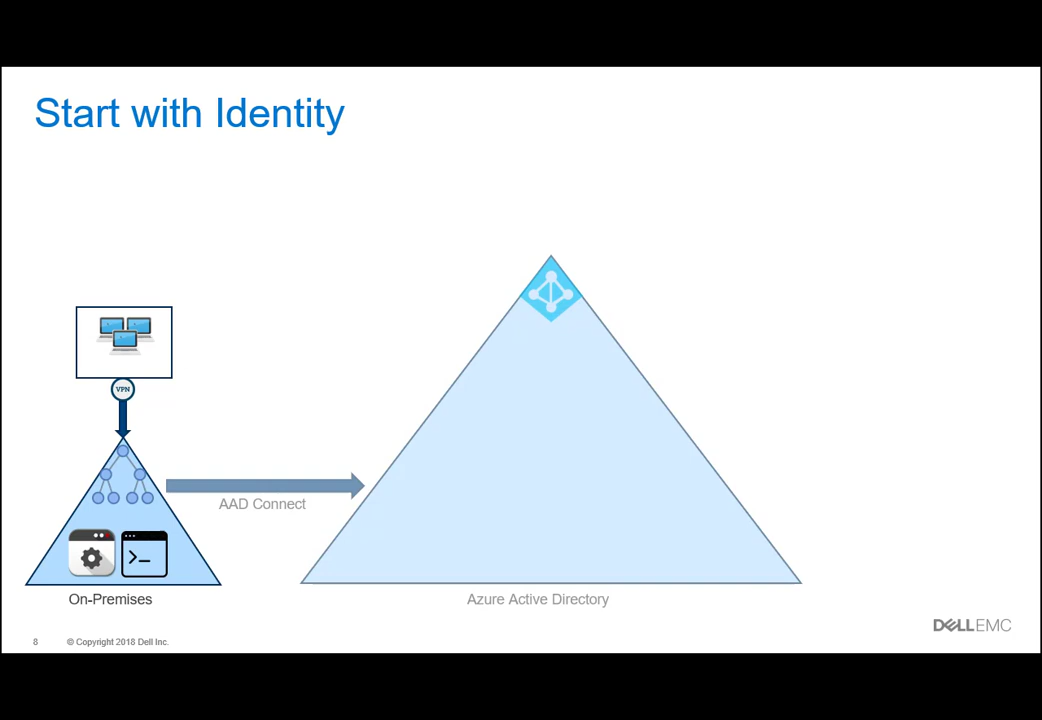 Start with Identity
VPN
AAD Connect
On-Premises
Azure Active Directory
DELLEMC
8
© Copyright 2018 Dell Inc.